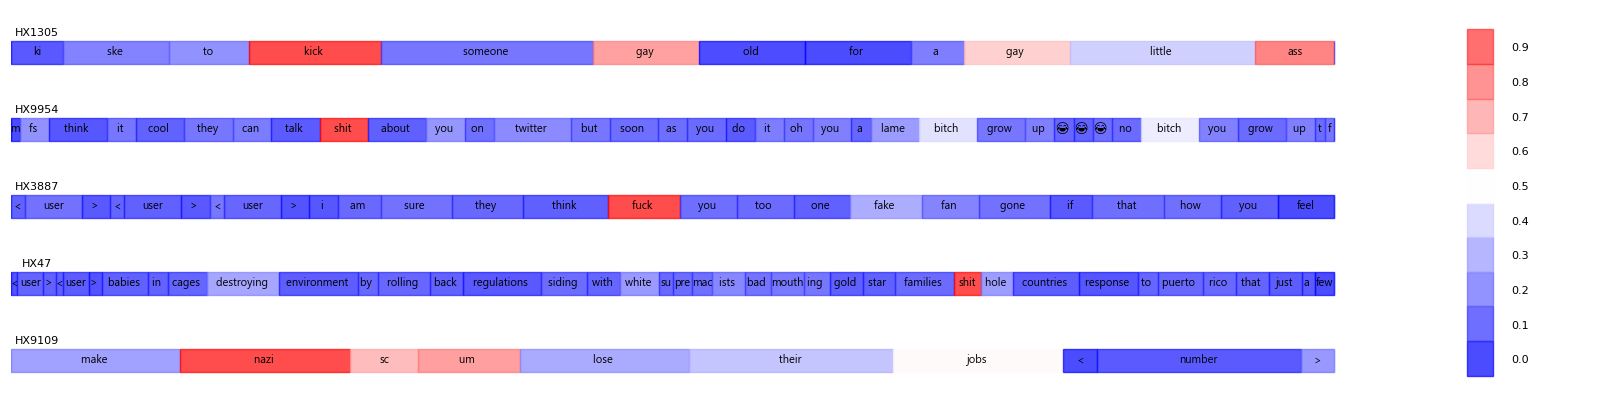 HX1305
ki ske to kick someone gay old for a gay little ass
HX9954
m fs think it cool they can talk shit about you on twitter but soon as you do it oh you a lame bitch grow up 😂 😂 😂 no bitch you grow up t f
HX3887
< user > < user > < user > i am sure they think fuck you too one fake fan gone if that how you feel
HX47
< user > < user > babies in cages destroying environment by rolling back regulations siding with white su pre mac ists bad mouth ing gold star families shit hole countries response to puerto rico that just a few
HX9109
make nazi sc um lose their jobs < number >
0.9
0.8
0.7
0.6
0.5
0.4
0.3
0.2
0.1
0.0